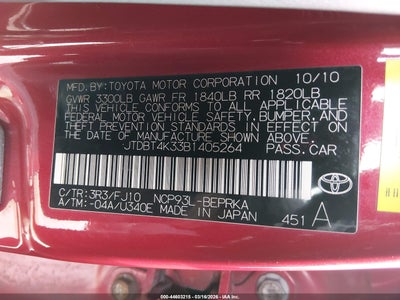 MFD.BY:TOYOTA MOTOR CORPORATION 10/10
GVWR 3300LB GAWR FR 1840LB RR 1820LB
THIS VEHICLE CONFORMS TO ALL APPLICABLE
FEDERAL MOTOR VEHICLE SAFETY, BUMPER, AND
THEFT PREVENTION STANDARDS IN EFFECT ON
THE DATE OF MANUFACTURE SHOWN ABOVE.
JTDBT4K33B1405264 PASS.CAR
C/TR:3R3/FJ10 NCP93L-BEPRKA
A/TM:-04A/U340E MADE IN JAPAN 451 A
TOYOTA
000-44603215 - 03/16/2026 - IAAI